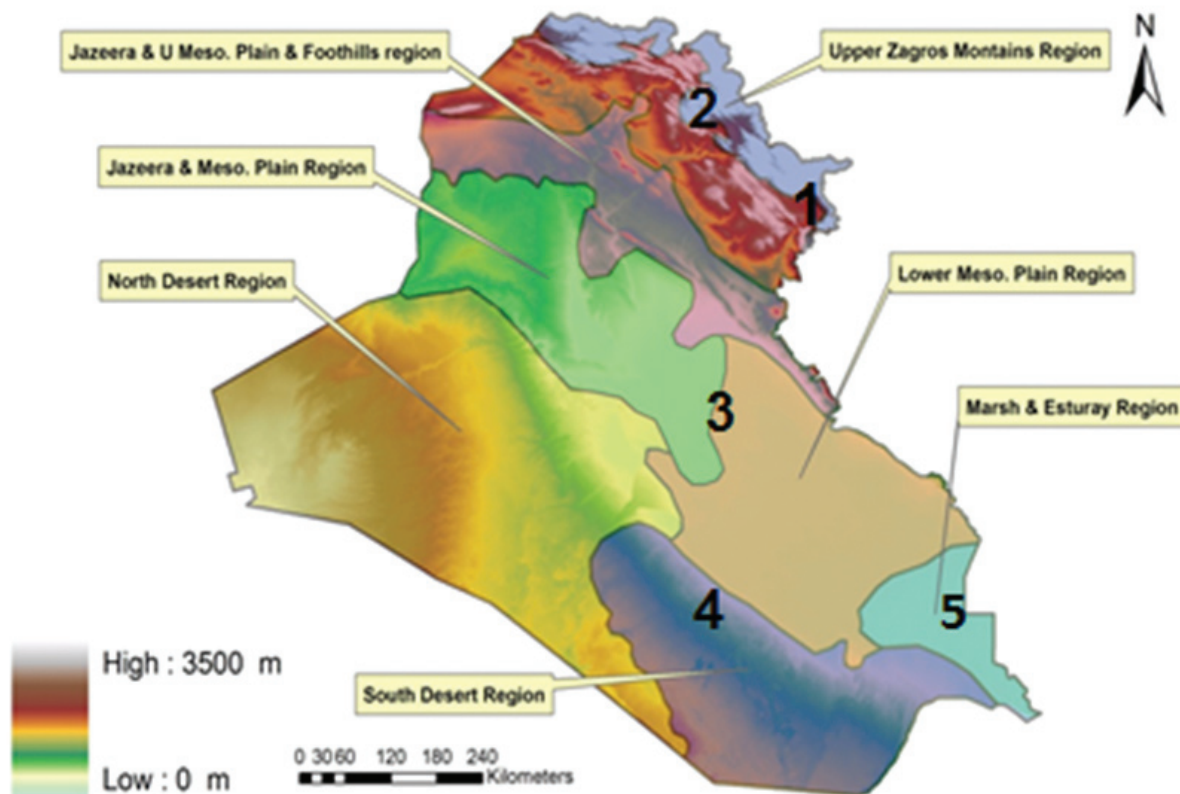 Jazeera & U Meso. Plain & Foothills region
Upper Zagros Montains Region
N
2
Jazeera & Meso. Plain Region
1
North Desert Region
Lower Meso. Plain Region
3
Marsh & Esturay Region
4
5
High : 3500 m
South Desert Region
Low : 0 m
0 30 60 120 180 240
Kilometers